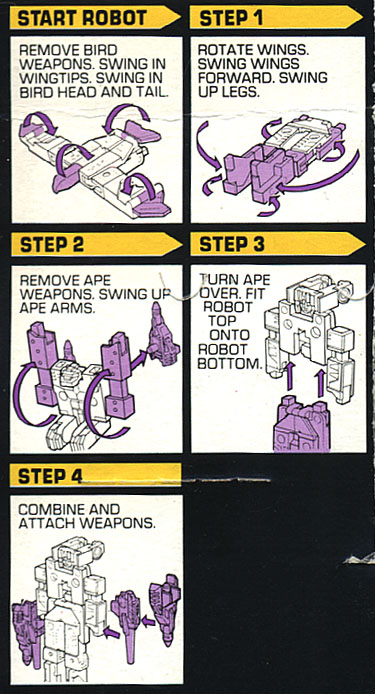 START ROBOT
REMOVE BIRD
WEAPONS. SWING IN
WINGTIPS. SWING IN
BIRD HEAD AND TAIL.
STEP 1
ROTATE WINGS.
SWING WINGS
FORWARD. SWING
UP LEGS.
STEP 2
REMOVE APE
WEAPONS. SWING UP
APE ARMS.
STEP 3
TURN APE
OVER. FIT
ROBOT
TOP
ONTO
ROBOT
BOTTOM.
STEP 4
COMBINE AND
ATTACH WEAPONS.